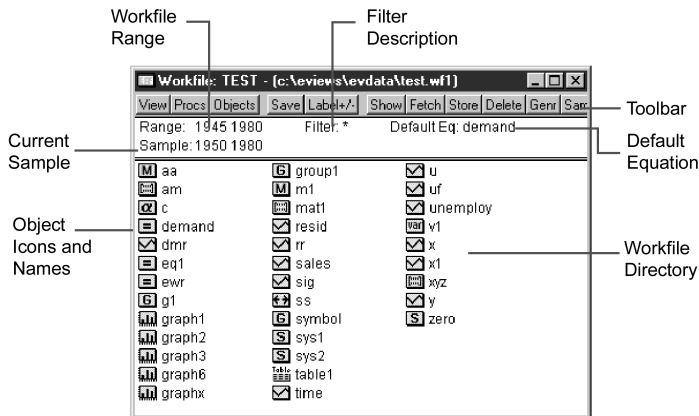 Workfile
Range
Filter
Description
Workfile: TEST - (c:\eviews\evdata\test.wf1)
View Procs Objects Save Label+/- Show Fetch Store Delete Genr Sam
Toolbar
Range: 1945 1980 Filter: * Default Eq: demand
Sample: 1950 1980
Current
Sample
Default
Equation
Object
Icons and
Names
Workfile
Directory
M aa
am
α c
= demand
dmr
= eq1
= ewr
G g1
graph1
graph2
graph3
graph6
graphx
G group1
M m1
mat1
resid
rr
sales
sig
ss
G symbol
S sys1
S sys2
Table table1
time
u
uf
unemploy
var v1
x
x1
xyz
y
S zero